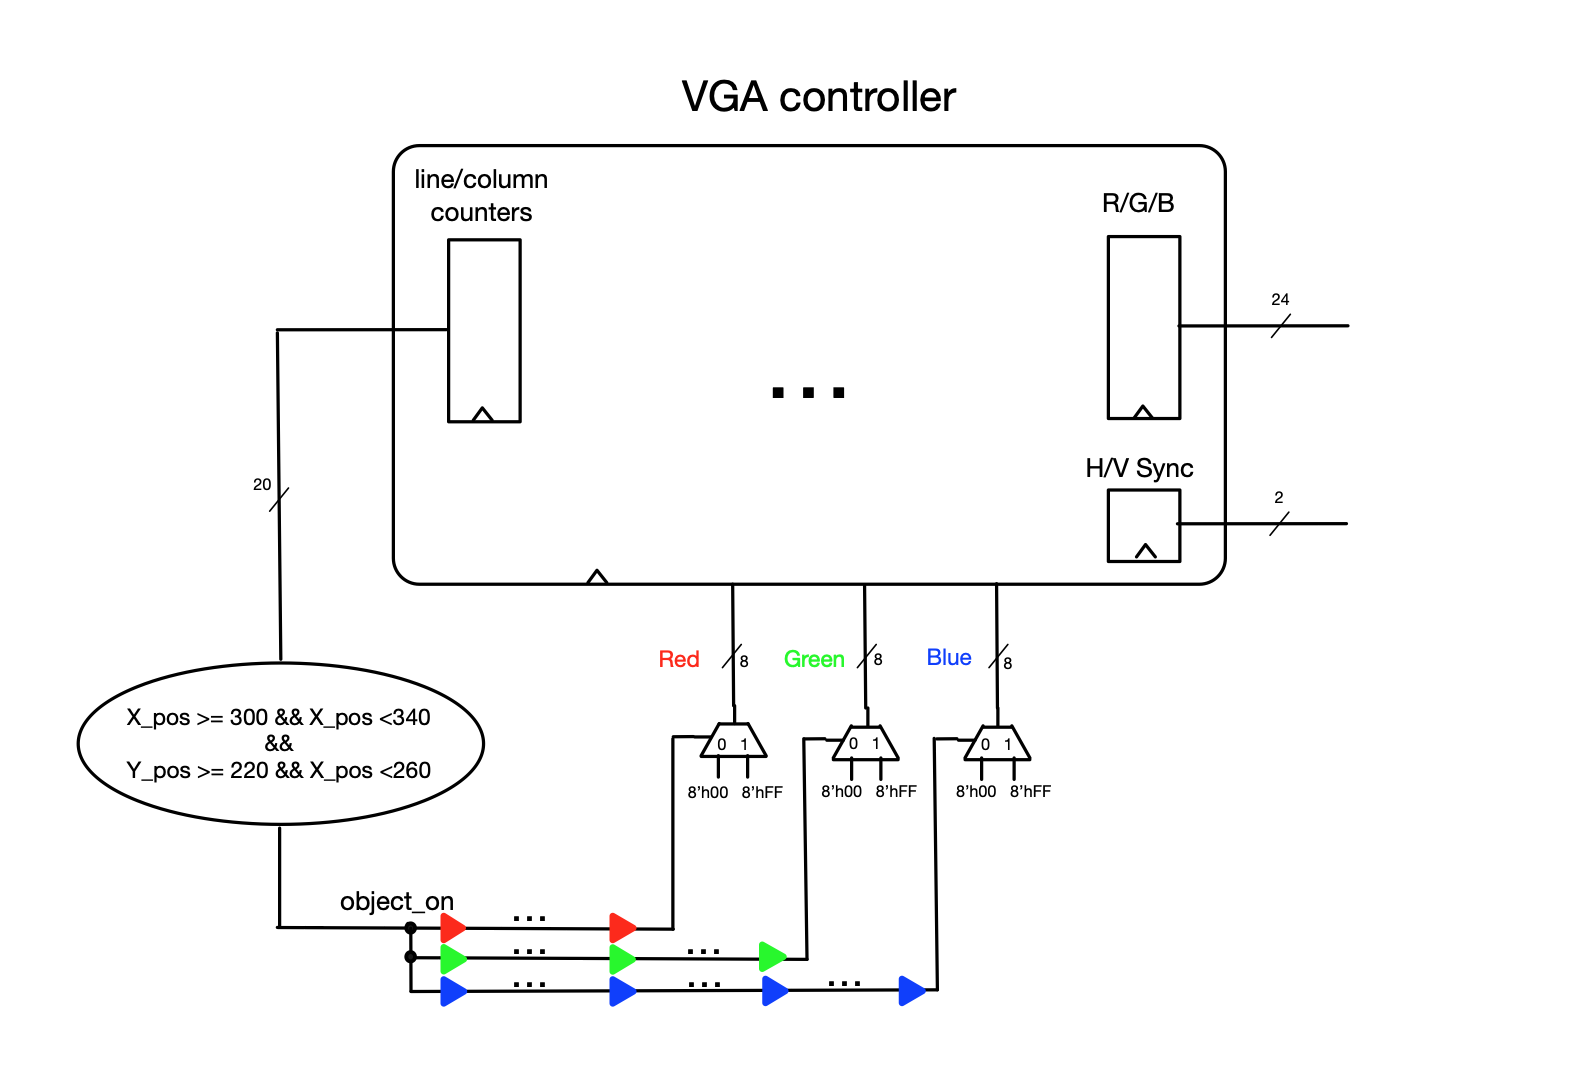 VGA controller
line/column
counters
R/G/B
24
H/V Sync
2
20
Red
8
Green
8
Blue
8
X_pos >= 300 && X_pos <340
&&
Y_pos >= 220 && X_pos <260
0 1
0 1
0 1
8'h00 8'hFF
8'h00 8'hFF
8'h00 8'hFF
object_on